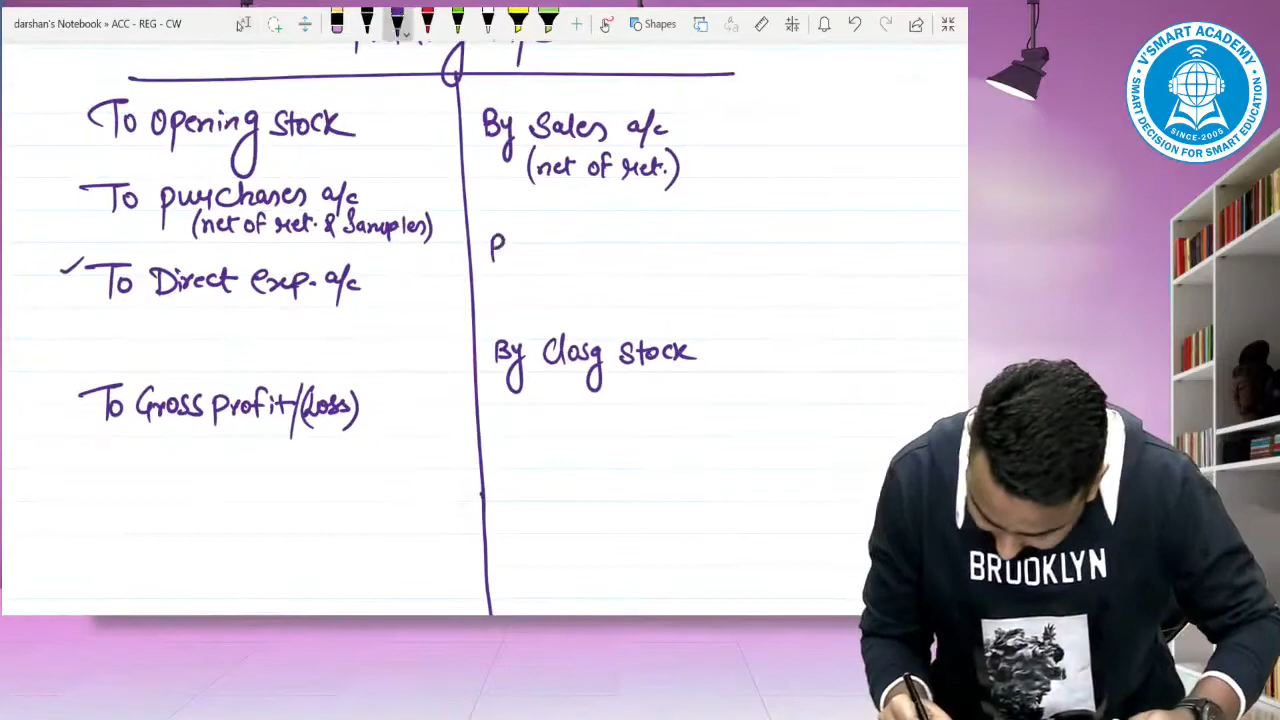 darshan's Notebook » ACC - REG - CW
Shapes
To Opening Stock
To purchases a/c
(net of ret. & Samples)
To Direct exp. a/c
To Gross profit/(Loss)
By Sales a/c
(net of ret.)
P
By Closg Stock
V'SMART ACADEMY
SMART DECISION FOR SMART EDUCATION
SINCE-2005
BROOKLYN